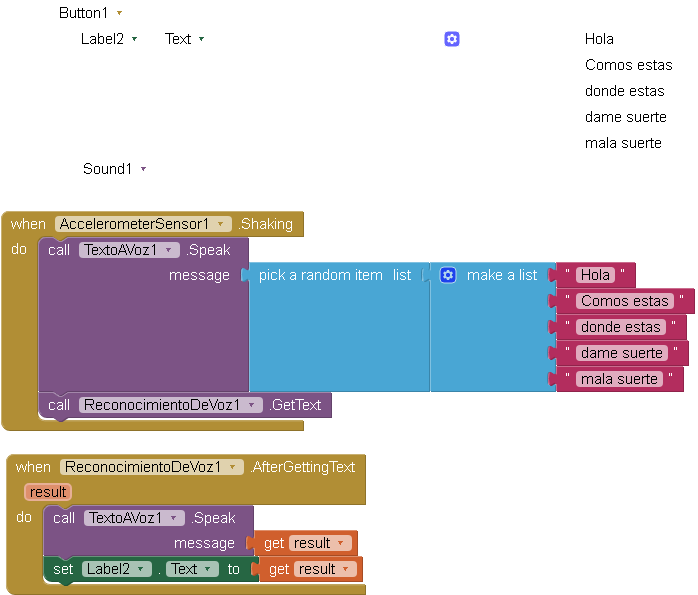 Button1
Label2 Text Hola
Comos estas
donde estas
dame suerte
mala suerte
Sound1
when AccelerometerSensor1 .Shaking
do call TextoAVoz1 .Speak
message pick a random item list make a list " Hola "
" Comos estas "
" donde estas "
" dame suerte "
" mala suerte "
call ReconocimientoDeVoz1 .GetText
when ReconocimientoDeVoz1 .AfterGettingText
result
do call TextoAVoz1 .Speak
message get result
set Label2 . Text to get result